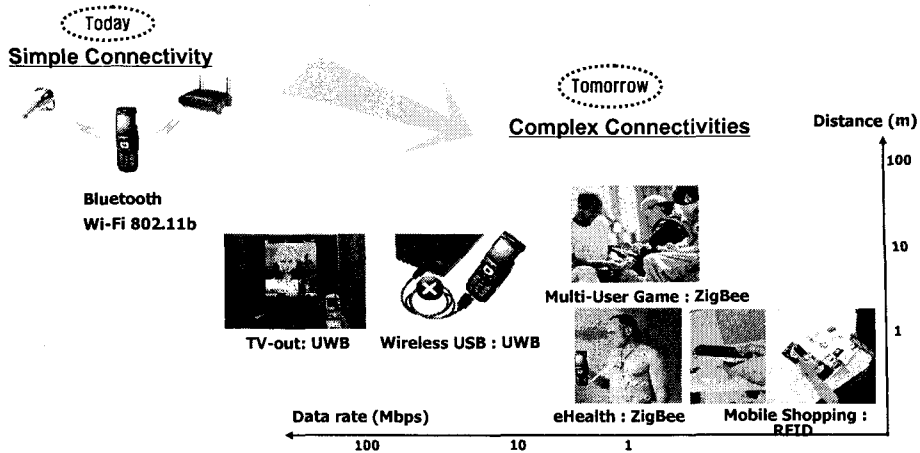 Today
Simple Connectivity
Bluetooth
Wi-Fi 802.11b
Tomorrow
Complex Connectivities
Distance (m)
100
10
1
Multi-User Game : ZigBee
TV-out: UWB
Wireless USB : UWB
eHealth : ZigBee
Mobile Shopping :
RFID
Data rate (Mbps)
100
10
1